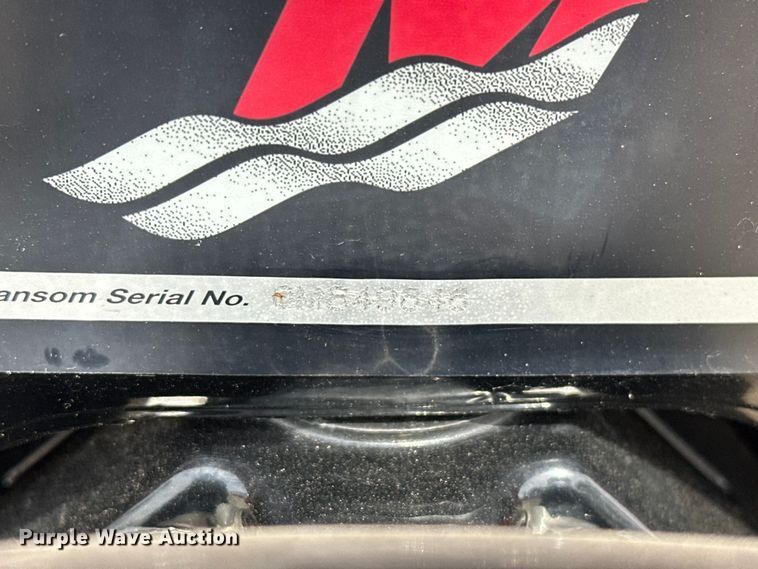 ansom Serial No.
Purple Wave Auction